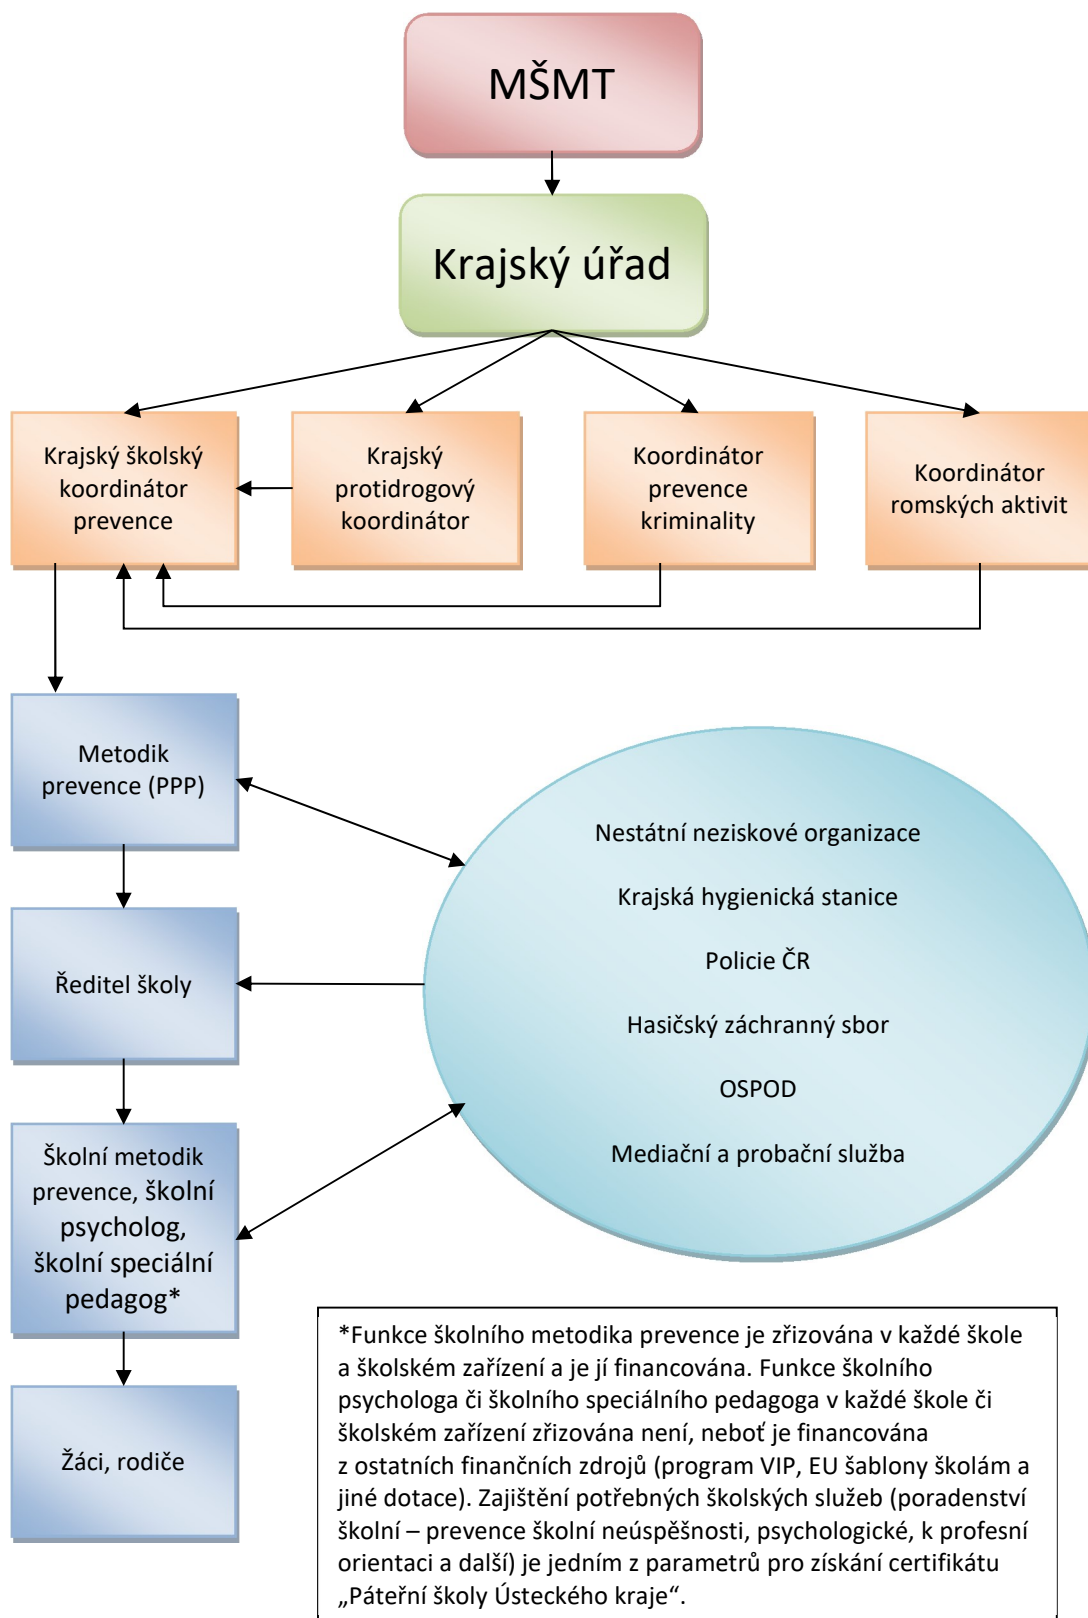 MŠMT
Krajský úřad
Krajský školský
koordinátor
prevence
Krajský
protidrogový
koordinátor
Koordinátor
prevence
kriminality
Koordinátor
romských aktivit
Metodik
prevence (PPP)
Nestátní neziskové organizace
Krajská hygienická stanice
Policie ČR
Hasičský záchranný sbor
OSPOD
Mediační a probační služba
Ředitel školy
Školní metodik
prevence, školní
psycholog,
školní speciální
pedagog*
Žáci, rodiče
*Funkce školního metodika prevence je zřizována v každé škole
a školském zařízení a je jí financována. Funkce školního
psychologa či školního speciálního pedagoga v každé škole či
školském zařízení zřizována není, neboť je financována
z ostatních finančních zdrojů (program VIP, EU šablony školám a
jiné dotace). Zajištění potřebných školských služeb (poradenství
školní – prevence školní neúspěšnosti, psychologické, k profesní
orientaci a další) je jedním z parametrů pro získání certifikátu
„Páteřní školy Ústeckého kraje“.